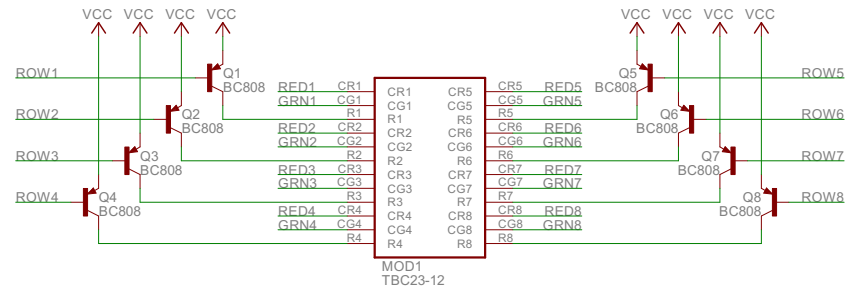 VCC VCC VCC VCC VCC VCC VCC VCC
ROW1 Q1 BC808 Q5 BC808 ROW5
RED1 CR1 CR1 CR5 CR5 RED5
GRN1 CG1 CG1 CG5 CG5 GRN5
ROW2 Q2 BC808 R1 R1 R5 R5 Q6 BC808 ROW6
RED2 CR2 CR2 CR6 CR6 RED6
GRN2 CG2 CG2 CG6 CG6 GRN6
ROW3 Q3 BC808 R2 R2 R6 R6 Q7 BC808 ROW7
RED3 CR3 CR3 CR7 CR7 RED7
GRN3 CG3 CG3 CG7 CG7 GRN7
ROW4 Q4 BC808 R3 R3 R7 R7 Q8 BC808 ROW8
RED4 CR4 CR4 CR8 CR8 RED8
GRN4 CG4 CG4 CG8 CG8 GRN8
R4 R4 R8 R8
MOD1
TBC23-12